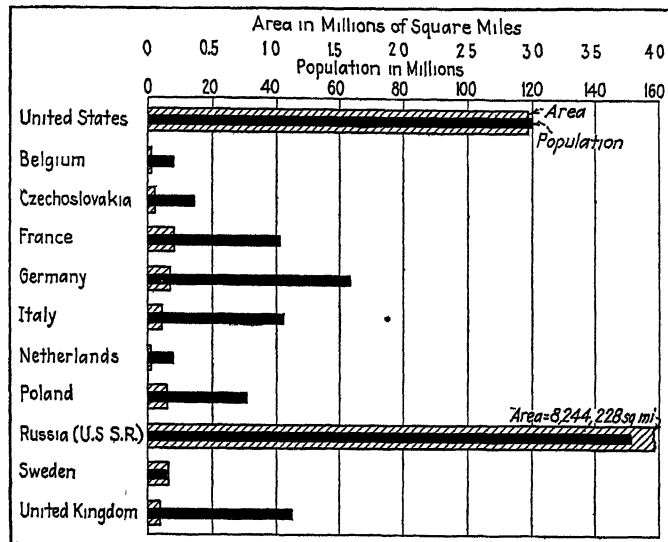 Area in Millions of Square Miles
0 0.5 1 0 1.5 2 0 2.5 3 0 3.5 4 0
Population in Millions
0 20 40 60 80 100 120 140 160
United States
Area
Population
Belgium
Czechoslovakia
France
Germany
Italy
Netherlands
Poland
Area=8,244,228 sq mi.
Russia (U.S S.R.)
Sweden
United Kingdom